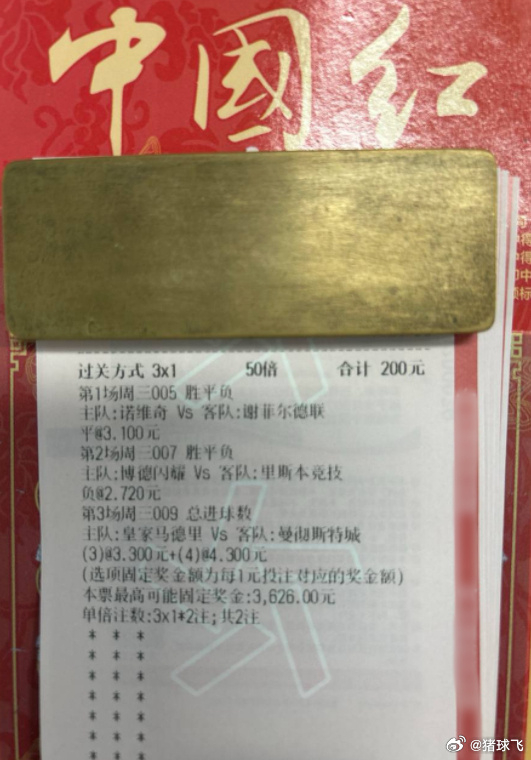 中國红
过关方式 3x1 50倍 合计 200元
第1场周三005 胜平负
主队:诺维奇 Vs 客队:谢菲尔德联
平@3.100元
第2场周三007 胜平负
主队:博德闪耀 Vs 客队:里斯本竞技
负@2.720元
第3场周三009 总进球数
主队:皇家马德里 Vs 客队:曼彻斯特城
(3)@3.300元+(4)@4.300元
(选项固定奖金额为每1元投注对应的奖金额)
本票最高可能固定奖金:3,626.00元
单倍注数:3x1*2注;共2注
* * *
* * *
* * *
* * *
* * *
* * *
@猪球飞